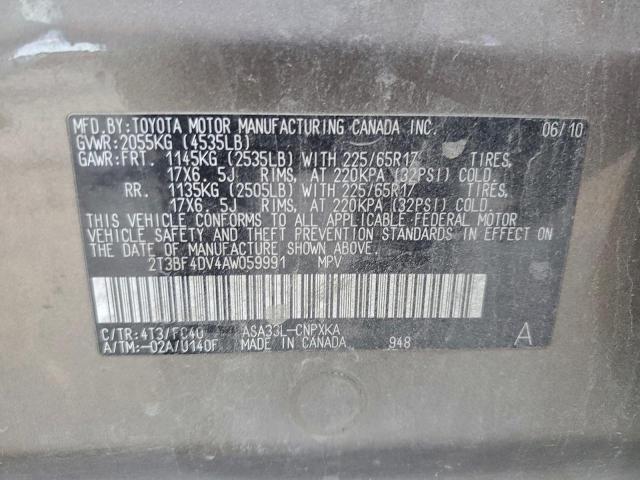 MFD.BY:TOYOTA MOTOR MANUFACTURING CANADA INC. 06/10
GVWR:2055KG (4535LB)
GAWR:FRT. 1145KG (2535LB) WITH 225/65R17 TIRES,
17X6.5J RIMS, AT 220KPA (32PSI) COLD.
RR. 1135KG (2505LB) WITH 225/65R17 TIRES,
17X6.5J RIMS, AT 220KPA (32PSI) COLD.
THIS VEHICLE CONFORMS TO ALL APPLICABLE FEDERAL MOTOR
VEHICLE SAFETY AND THEFT PREVENTION STANDARDS IN EFFECT ON
THE DATE OF MANUFACTURE SHOWN ABOVE.
2T3BF4DV4AW059991 MPV
C/TR:4T3/FC40 ASA33L-CNPXKA
A/TM:-02A/U140F MADE IN CANADA 948 A